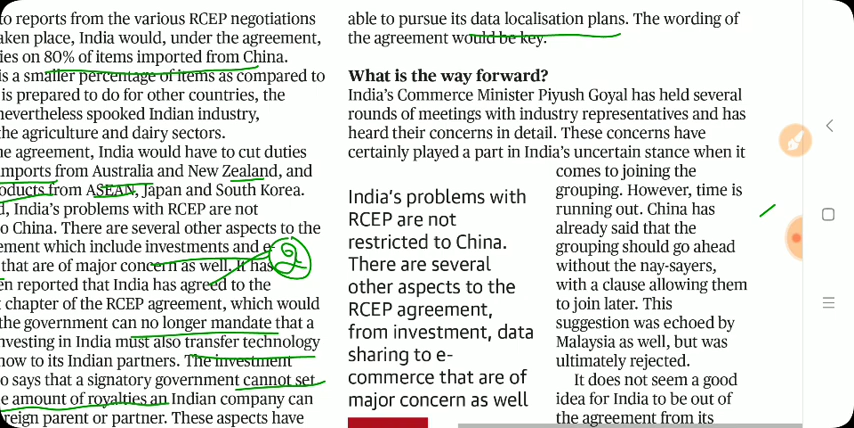 to reports from the various RCEP negotiations
aken place, India would, under the agreement,
ies on 80% of items imported from China.
is a smaller percentage of items as compared to
is prepared to do for other countries, the
nevertheless spooked Indian industry,
the agriculture and dairy sectors.
he agreement, India would have to cut duties
imports from Australia and New Zealand, and
oducts from ASEAN, Japan and South Korea.
d, India's problems with RCEP are not
o China. There are several other aspects to the
ement which include investments and e-
that are of major concern as well. It has
en reported that India has agreed to the
t chapter of the RCEP agreement, which would
the government can no longer mandate that a
nvesting in India must also transfer technology
now to its Indian partners. The investment
o says that a signatory government cannot set
e amount of royalties an Indian company can
reign parent or partner. These aspects have
able to pursue its data localisation plans. The wording of
the agreement would be key.
What is the way forward?
India's Commerce Minister Piyush Goyal has held several
rounds of meetings with industry representatives and has
heard their concerns in detail. These concerns have
certainly played a part in India's uncertain stance when it
comes to joining the
grouping. However, time is
running out. China has
already said that the
grouping should go ahead
without the nay-sayers,
with a clause allowing them
to join later. This
suggestion was echoed by
Malaysia as well, but was
ultimately rejected.
It does not seem a good
idea for India to be out of
the agreement from its
India's problems with
RCEP are not
restricted to China.
There are several
other aspects to the
RCEP agreement,
from investment, data
sharing to e-
commerce that are of
major concern as well